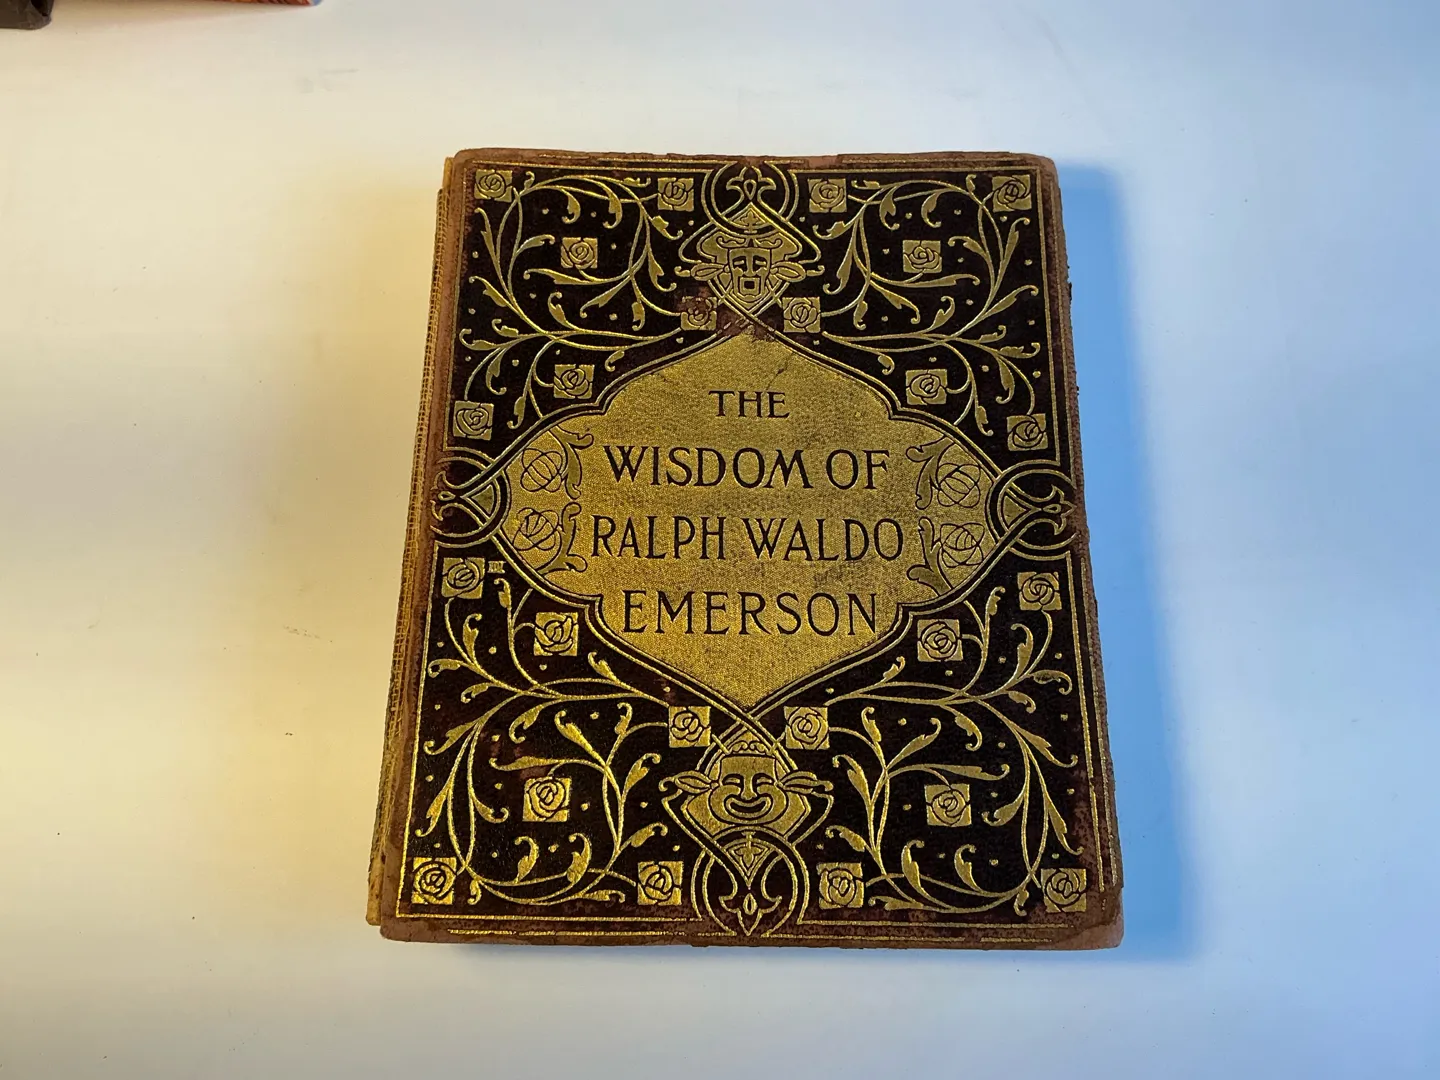 THE
WISDOM OF
RALPH WALDO
EMERSON